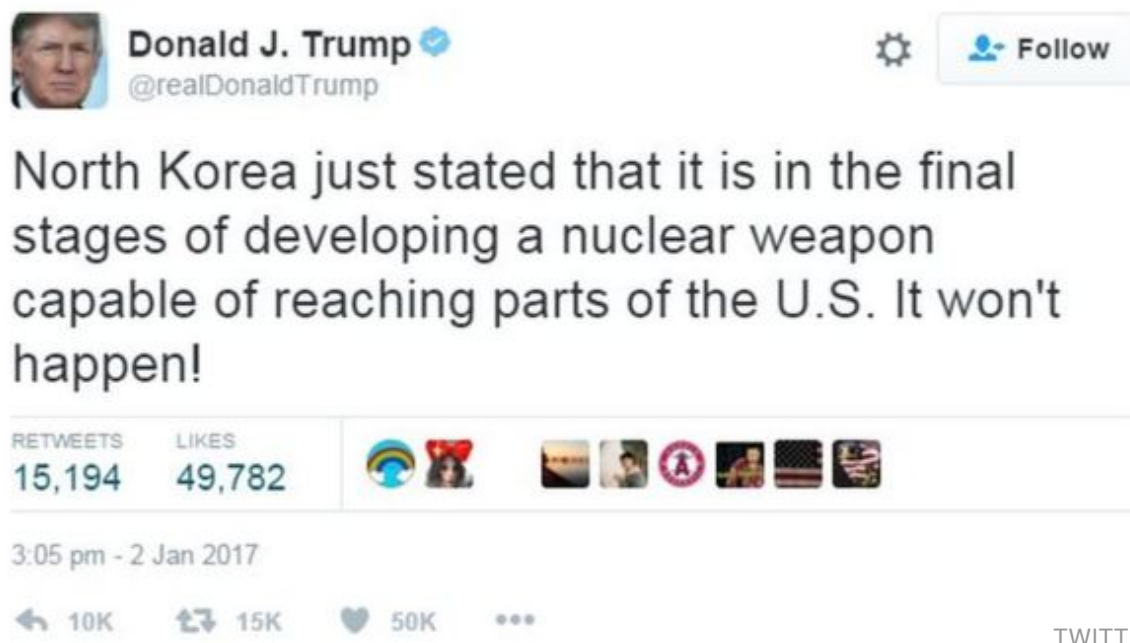 Donald J. Trump
@realDonaldTrump
Follow
North Korea just stated that it is in the final
stages of developing a nuclear weapon
capable of reaching parts of the U.S. It won't
happen!
RETWEETS LIKES
15,194 49,782
A
3:05 pm - 2 Jan 2017
10K 15K 50K
TWITT